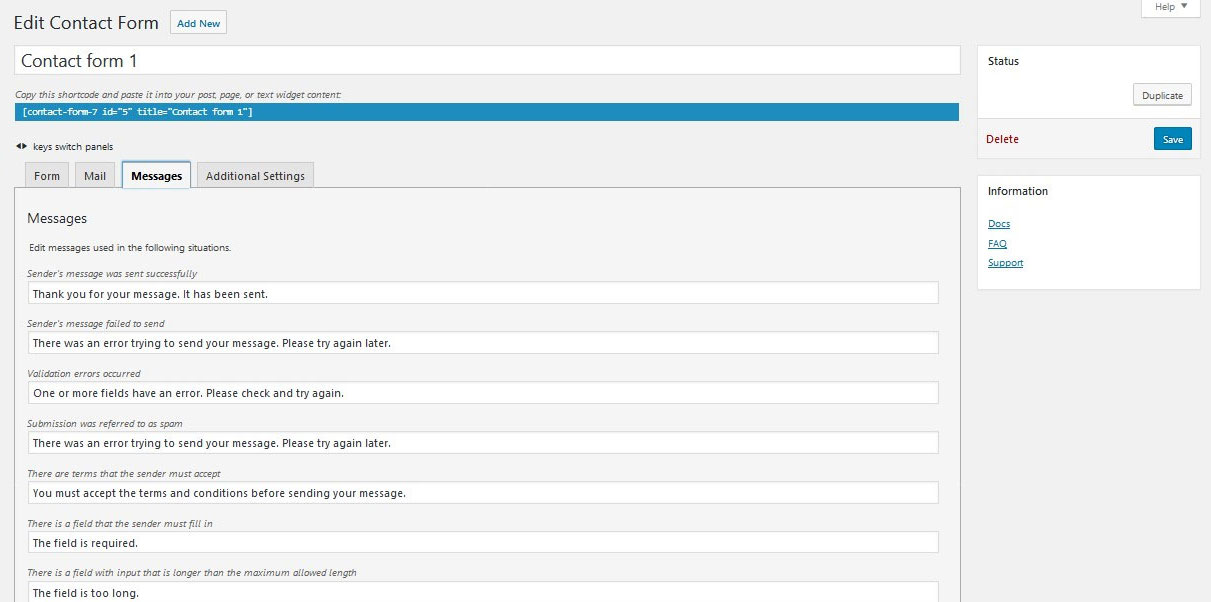 Help
Edit Contact Form Add New
Contact form 1
Copy this shortcode and paste it into your post, page, or text widget content:
[contact-form-7 id="5" title="Contact form 1"]
keys switch panels
Form Mail Messages Additional Settings
Messages
Edit messages used in the following situations.
Sender's message was sent successfully
Thank you for your message. It has been sent.
Sender's message failed to send
There was an error trying to send your message. Please try again later.
Validation errors occurred
One or more fields have an error. Please check and try again.
Submission was referred to as spam
There was an error trying to send your message. Please try again later.
There are terms that the sender must accept
You must accept the terms and conditions before sending your message.
There is a field that the sender must fill in
The field is required.
There is a field with input that is longer than the maximum allowed length
The field is too long.
Status
Duplicate
Delete Save
Information
Docs
FAQ
Support